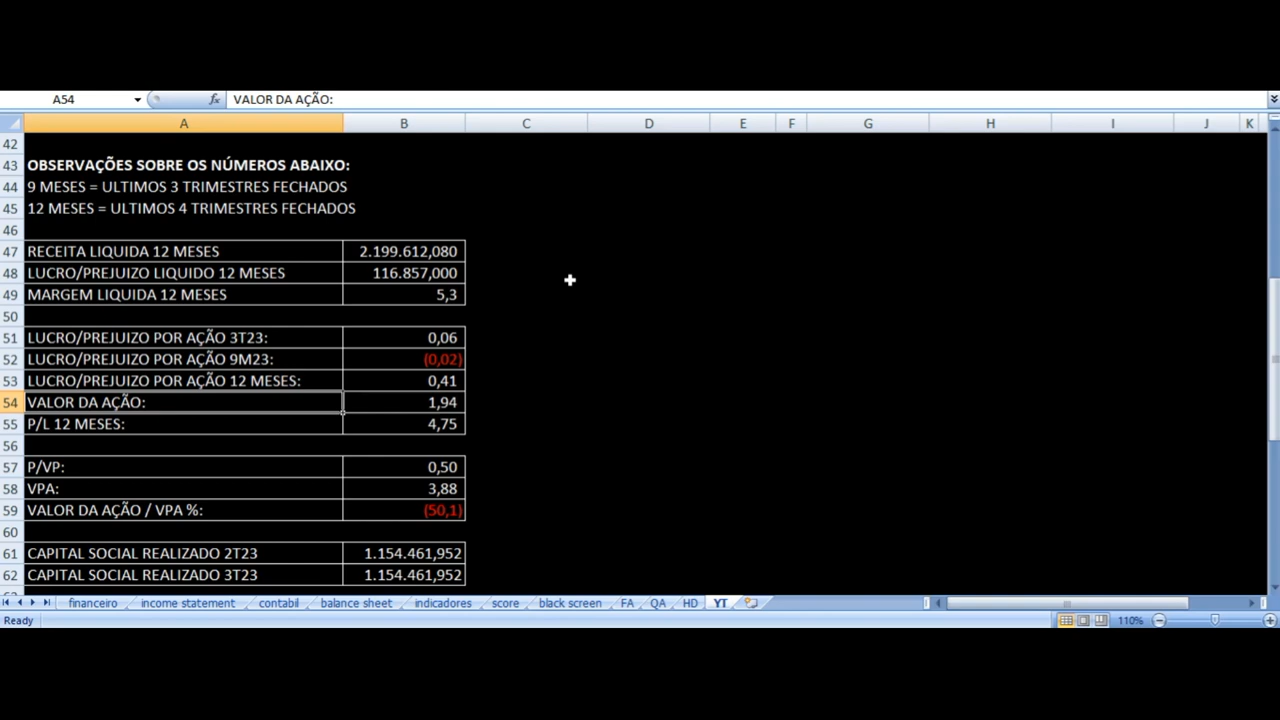 A54 fx VALOR DA AÇÃO:
A B C D E F G H I J K
42
43 OBSERVAÇÕES SOBRE OS NÚMEROS ABAIXO:
44 9 MESES = ULTIMOS 3 TRIMESTRES FECHADOS
45 12 MESES = ULTIMOS 4 TRIMESTRES FECHADOS
46
47 RECEITA LIQUIDA 12 MESES 2.199.612,080
48 LUCRO/PREJUIZO LIQUIDO 12 MESES 116.857,000
49 MARGEM LIQUIDA 12 MESES 5,3
50
51 LUCRO/PREJUIZO POR AÇÃO 3T23: 0,06
52 LUCRO/PREJUIZO POR AÇÃO 9M23: (0,02)
53 LUCRO/PREJUIZO POR AÇÃO 12 MESES: 0,41
54 VALOR DA AÇÃO: 1,94
55 P/L 12 MESES: 4,75
56
57 P/VP: 0,50
58 VPA: 3,88
59 VALOR DA AÇÃO / VPA %: (50,1)
60
61 CAPITAL SOCIAL REALIZADO 2T23 1.154.461,952
62 CAPITAL SOCIAL REALIZADO 3T23 1.154.461,952
financeiro income statement contabil balance sheet indicadores score black screen FA QA HD YT
Ready 110%